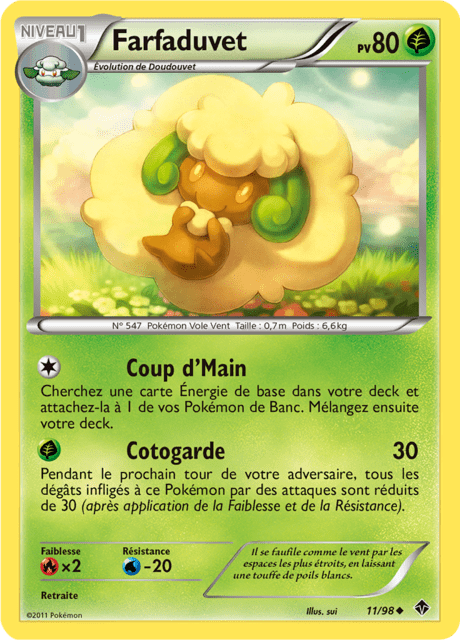 NIVEAU 1
Farfaduvet
PV 80
Évolution de Doudouvet
N° 547 Pokémon Vole Vent Taille : 0,7m Poids : 6,6kg
Coup d'Main
Cherchez une carte Énergie de base dans votre deck et
attachez-la à 1 de vos Pokémon de Banc. Mélangez ensuite
votre deck.
Cotogarde 30
Pendant le prochain tour de votre adversaire, tous les
dégâts infligés à ce Pokémon par des attaques sont réduits
de 30 (après application de la Faiblesse et de la Résistance).
Faiblesse Résistance
×2 -20
Il se faufile comme le vent par les
espaces les plus étroits, en laissant
une touffe de poils blancs.
Retraite
©2011 Pokémon
Illus. sui
11/98